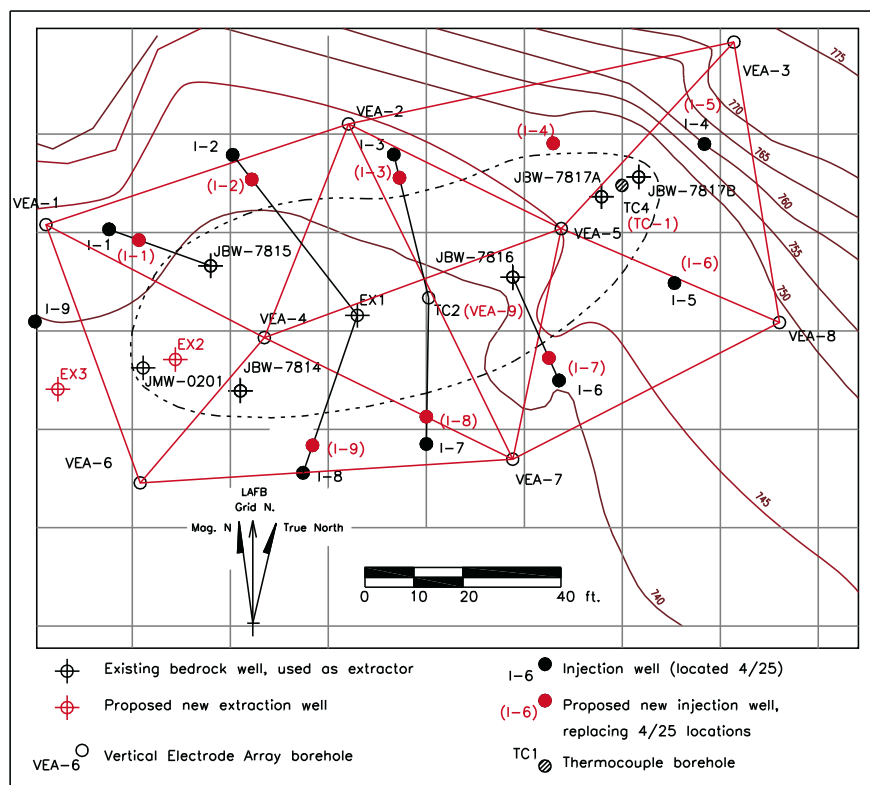 775
VEA-3
770
(I-5)
I-4
VEA-2
I-2
I-3
(I-4)
765
(I-2)
(I-3)
JBW-7817A
JBW-7817B
TC4
760
VEA-1
(TC-1)
I-1
(I-1)
JBW-7815
JBW-7816
VEA-5
755
(I-6)
I-5
750
I-9
EX1
VEA-4
TC2 (VEA-9)
VEA-8
EX2
EX3
JMW-0201
JBW-7814
(I-7)
I-6
(I-8)
I-7
(I-9)
I-8
VEA-6
VEA-7
745
LAFB
Grid N.
Mag. N
True North
0 10 20 40 ft.
740
Existing bedrock well, used as extractor
Proposed new extraction well
VEA-6 Vertical Electrode Array borehole
I-6 Injection well (located 4/25)
(I-6) Proposed new injection well,
replacing 4/25 locations
TC1 Thermocouple borehole